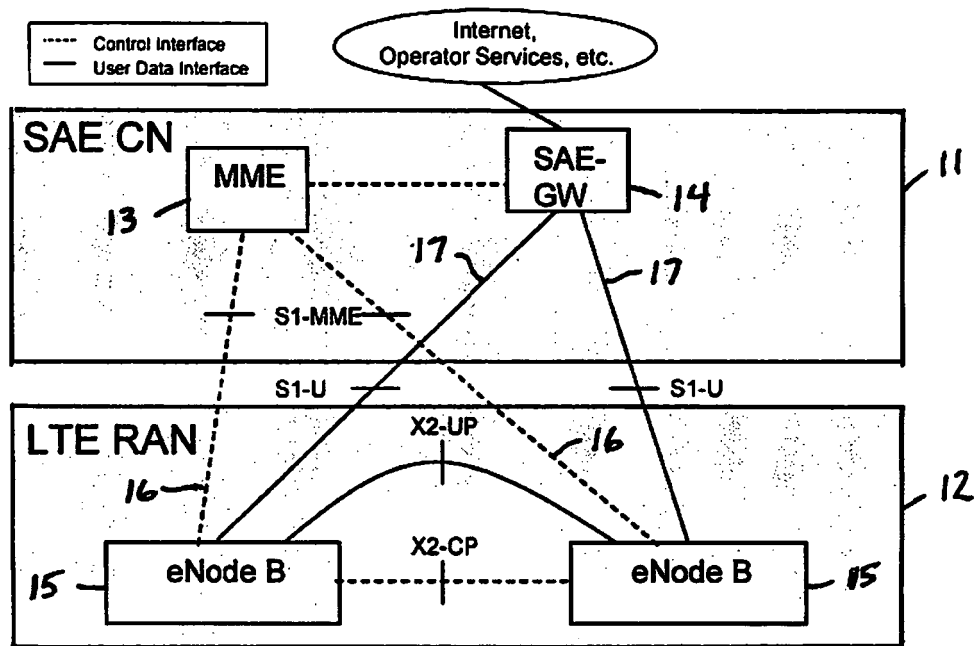 Control Interface
User Data Interface
Internet,
Operator Services, etc.
SAE CN
MME
SAE-
GW
11
13
14
17
17
S1-MME
S1-U
S1-U
LTE RAN
X2-UP
16
16
12
X2-CP
eNode B
eNode B
15
15